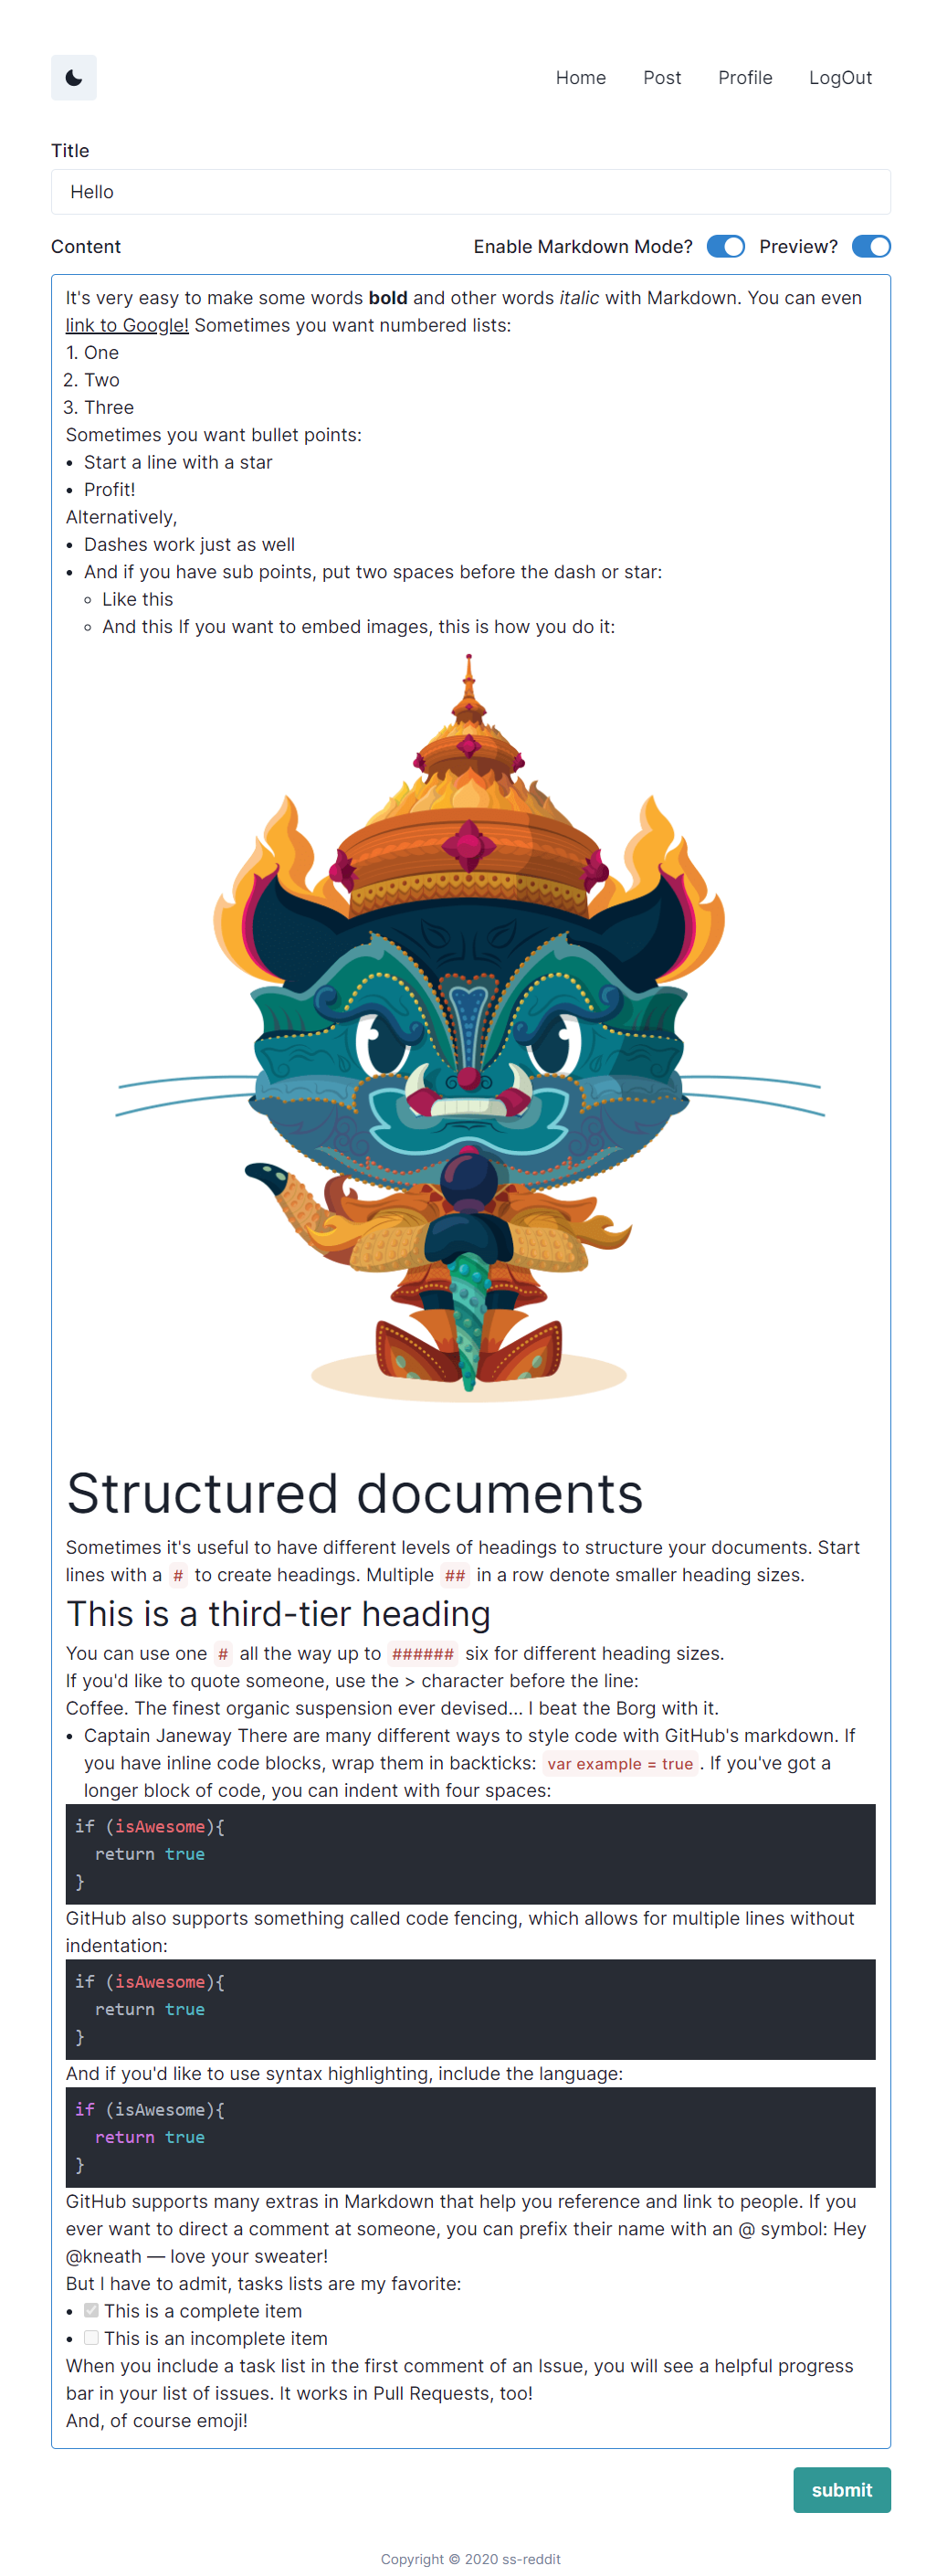 Home Post Profile LogOut
Title
Hello
Content Enable Markdown Mode? Preview?
It's very easy to make some words bold and other words italic with Markdown. You can even
link to Google! Sometimes you want numbered lists:
1. One
2. Two
3. Three
Sometimes you want bullet points:
• Start a line with a star
• Profit!
Alternatively,
• Dashes work just as well
• And if you have sub points, put two spaces before the dash or star:
◦ Like this
◦ And this If you want to embed images, this is how you do it:
Structured documents
Sometimes it's useful to have different levels of headings to structure your documents. Start
lines with a # to create headings. Multiple ## in a row denote smaller heading sizes.
This is a third-tier heading
You can use one # all the way up to ###### six for different heading sizes.
If you'd like to quote someone, use the > character before the line:
Coffee. The finest organic suspension ever devised... I beat the Borg with it.
• Captain Janeway There are many different ways to style code with GitHub's markdown. If
you have inline code blocks, wrap them in backticks: var example = true. If you've got a
longer block of code, you can indent with four spaces:
if (isAwesome){
  return true
}
GitHub also supports something called code fencing, which allows for multiple lines without
indentation:
if (isAwesome){
  return true
}
And if you'd like to use syntax highlighting, include the language:
if (isAwesome){
  return true
}
GitHub supports many extras in Markdown that help you reference and link to people. If you
ever want to direct a comment at someone, you can prefix their name with an @ symbol: Hey
@kneath — love your sweater!
But I have to admit, tasks lists are my favorite:
• This is a complete item
• This is an incomplete item
When you include a task list in the first comment of an Issue, you will see a helpful progress
bar in your list of issues. It works in Pull Requests, too!
And, of course emoji!
submit
Copyright © 2020 ss-reddit